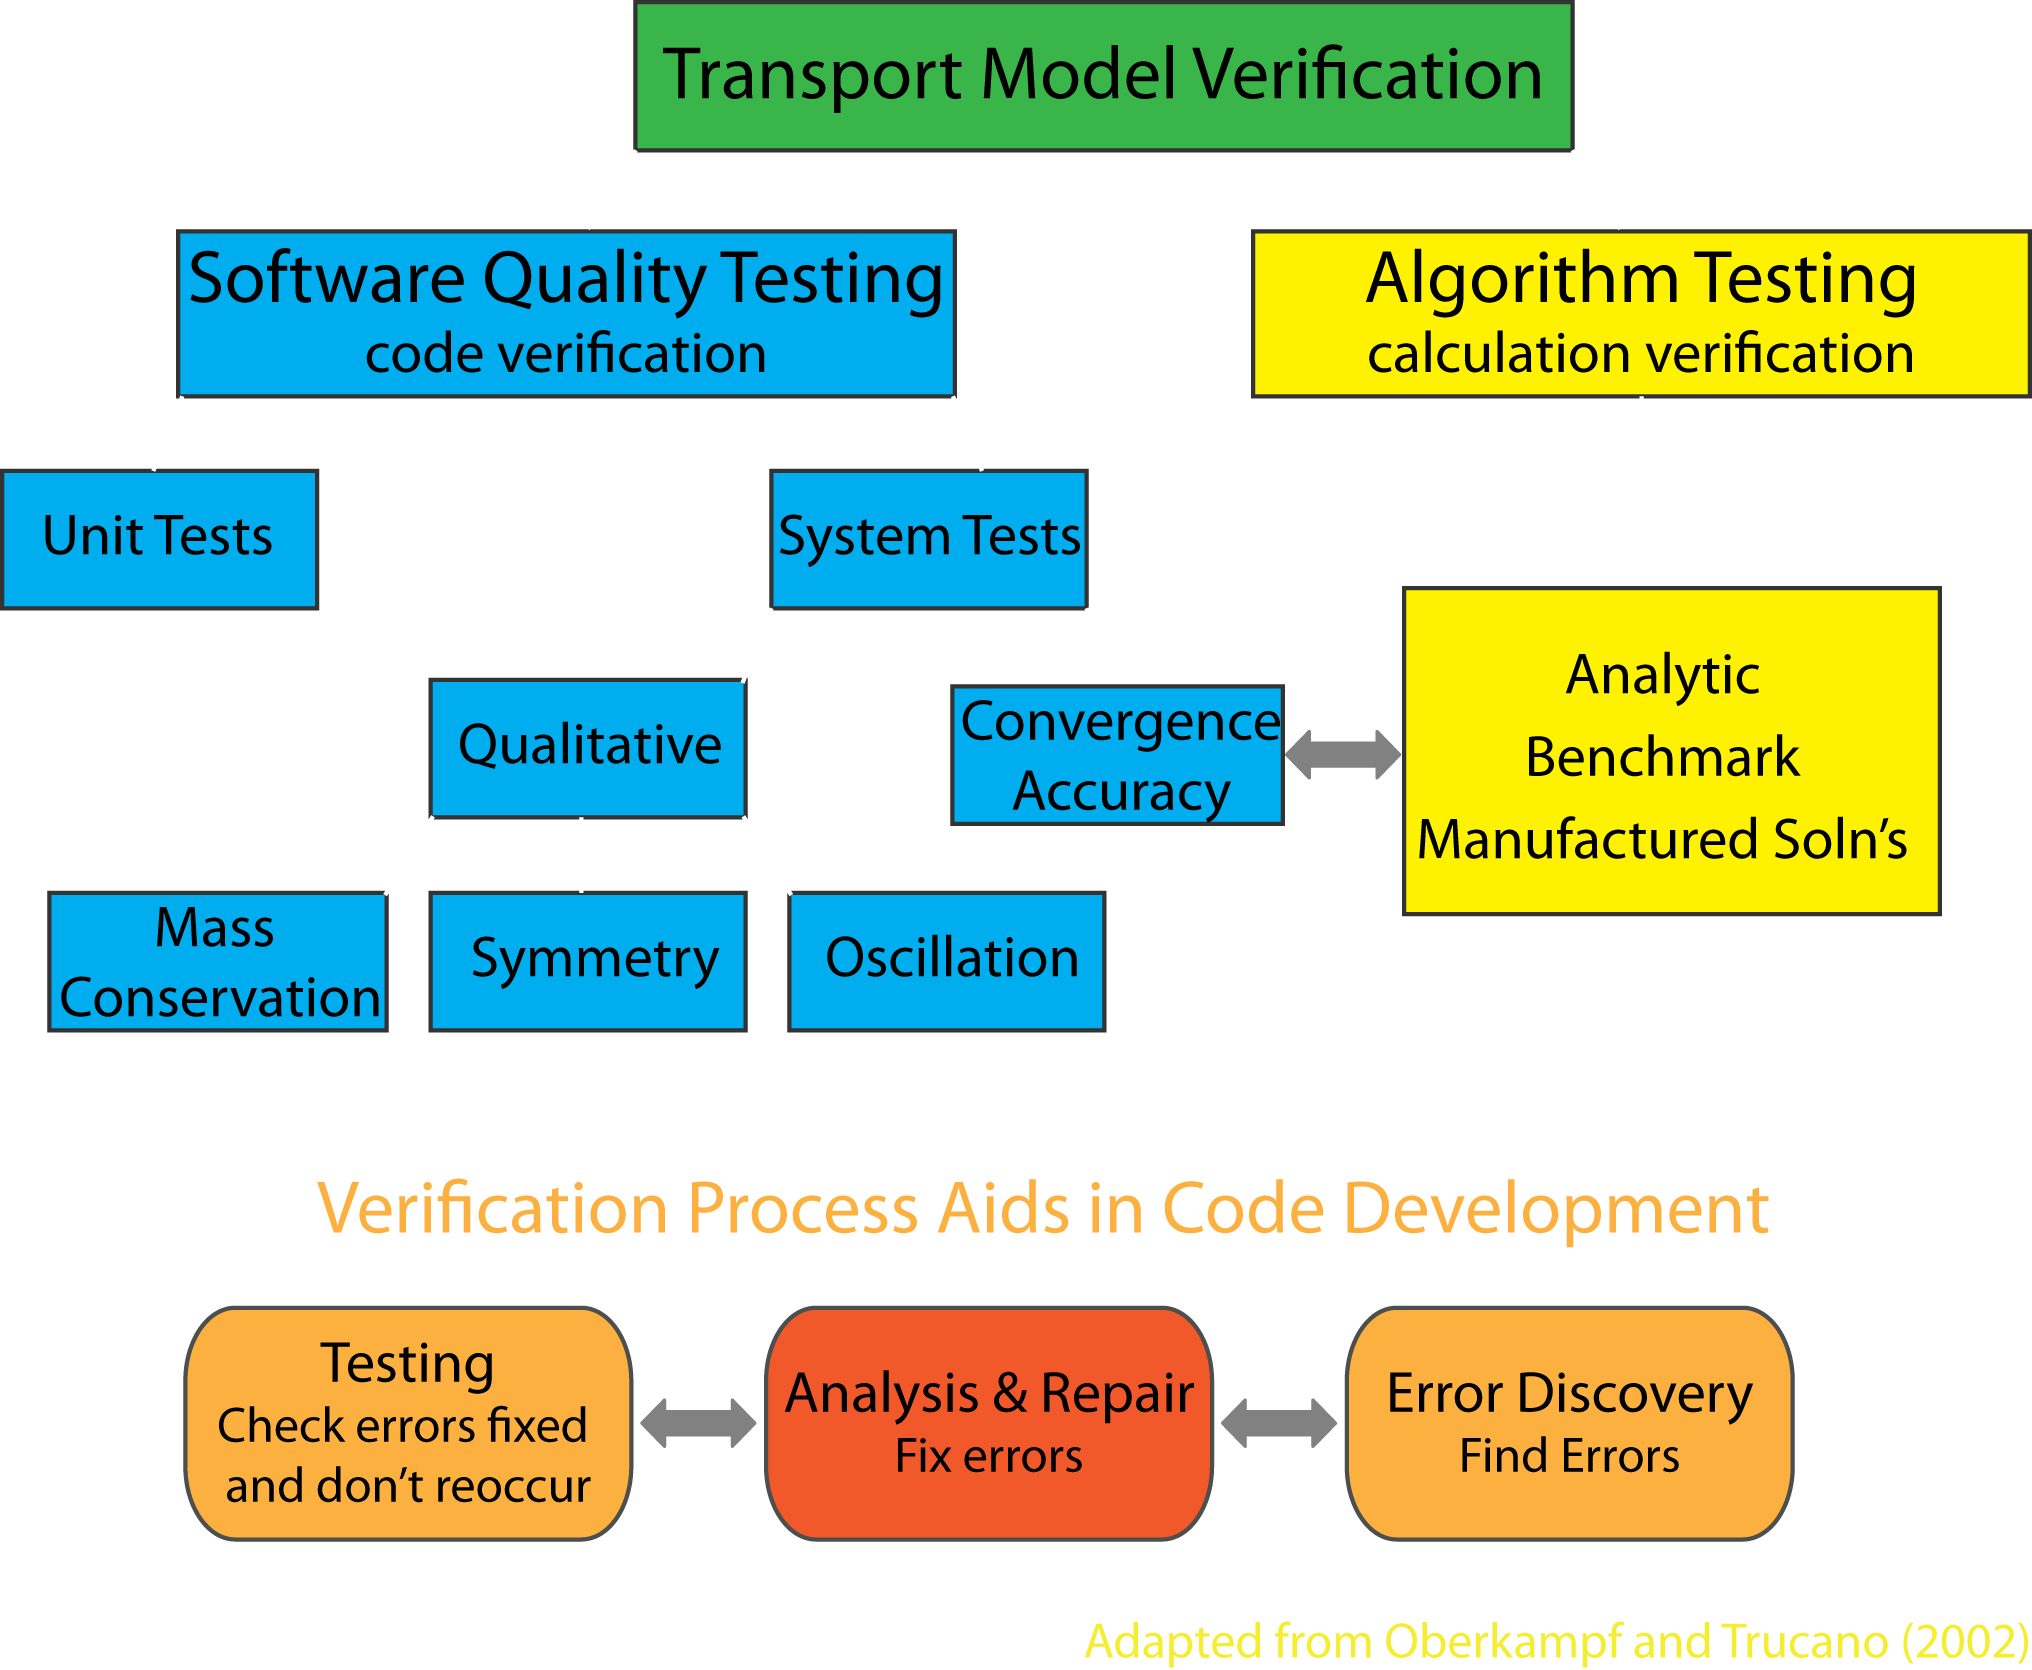 Transport Model Verification
Software Quality Testing
code verification
Algorithm Testing
calculation verification
Unit Tests
System Tests
Qualitative
Convergence
Accuracy
Analytic
Benchmark
Manufactured Soln’s
Mass
Conservation
Symmetry
Oscillation
Verification Process Aids in Code Development
Testing
Check errors fixed
and don’t reoccur
Analysis & Repair
Fix errors
Error Discovery
Find Errors
Adapted from Oberkampf and Trucano (2002)